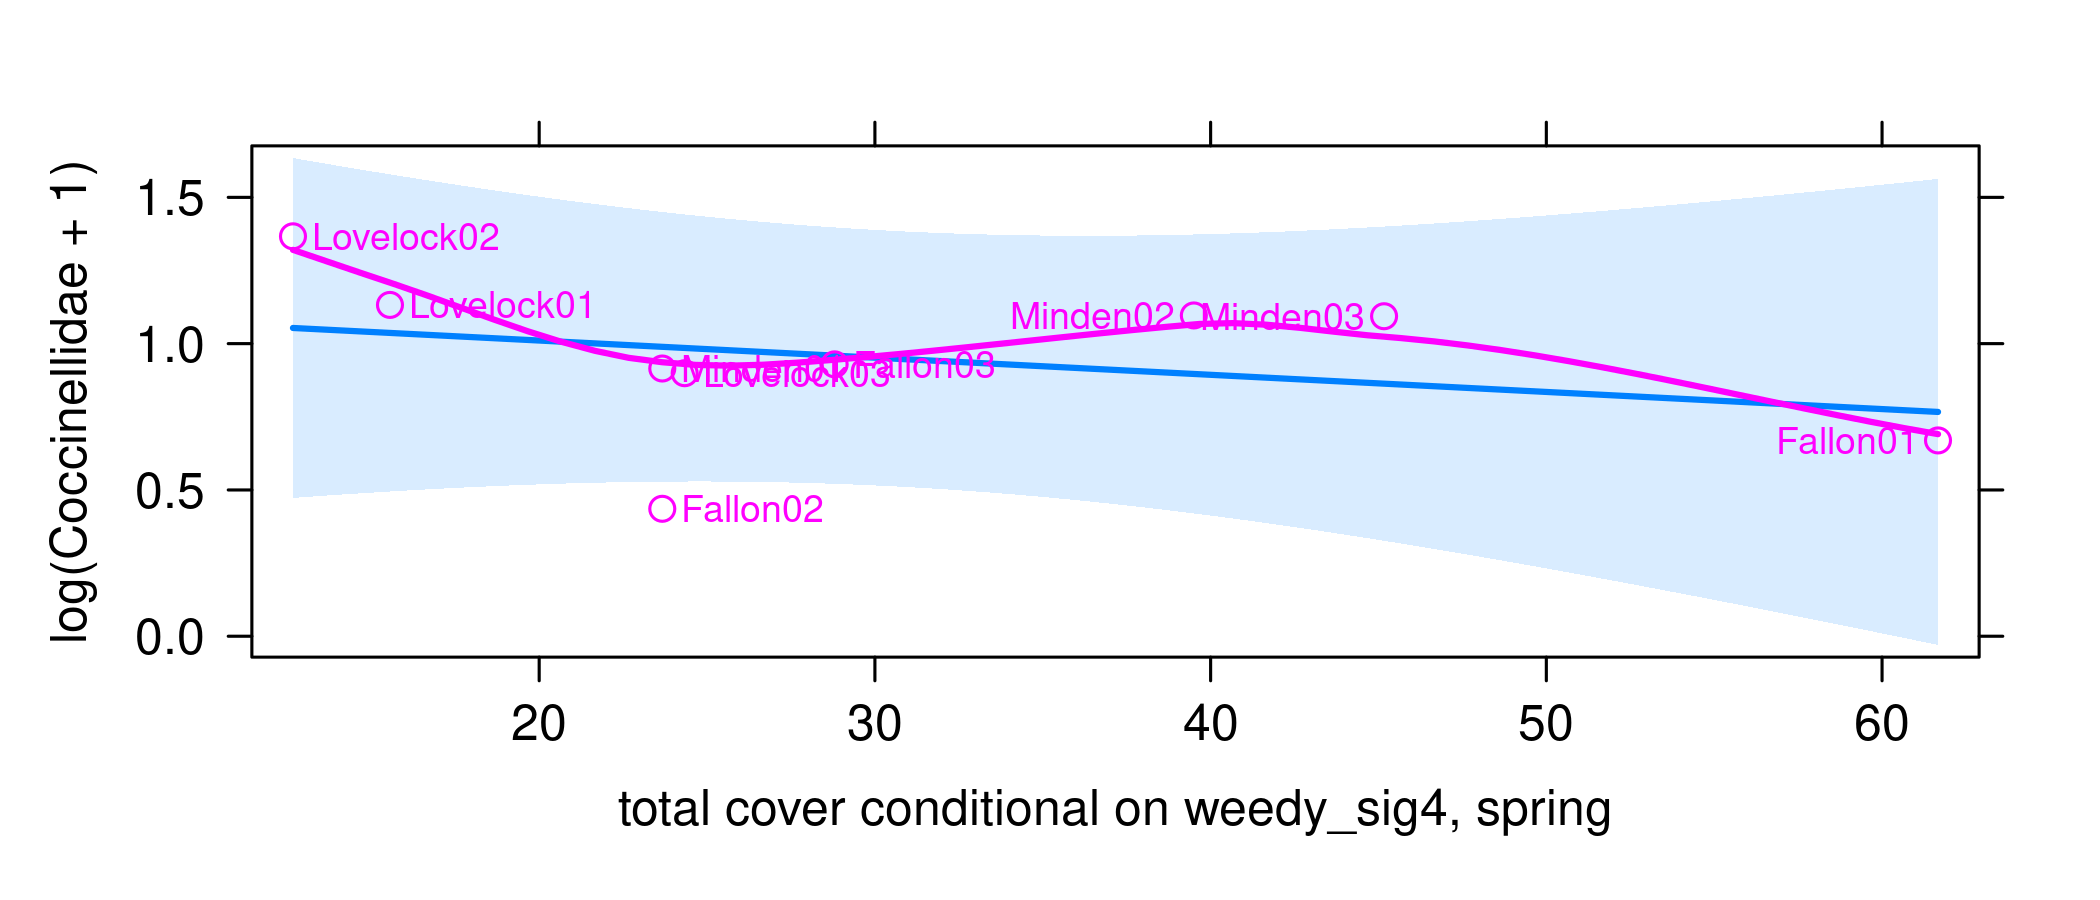 log(Coccinellidae + 1)
1.5
1.0
0.5
0.0
Lovelock02
Lovelock01
Minden02
Minden03
Minden01
Fallon03
Lovelock03
Fallon01
Fallon02
20 30 40 50 60
total cover conditional on weedy_sig4, spring